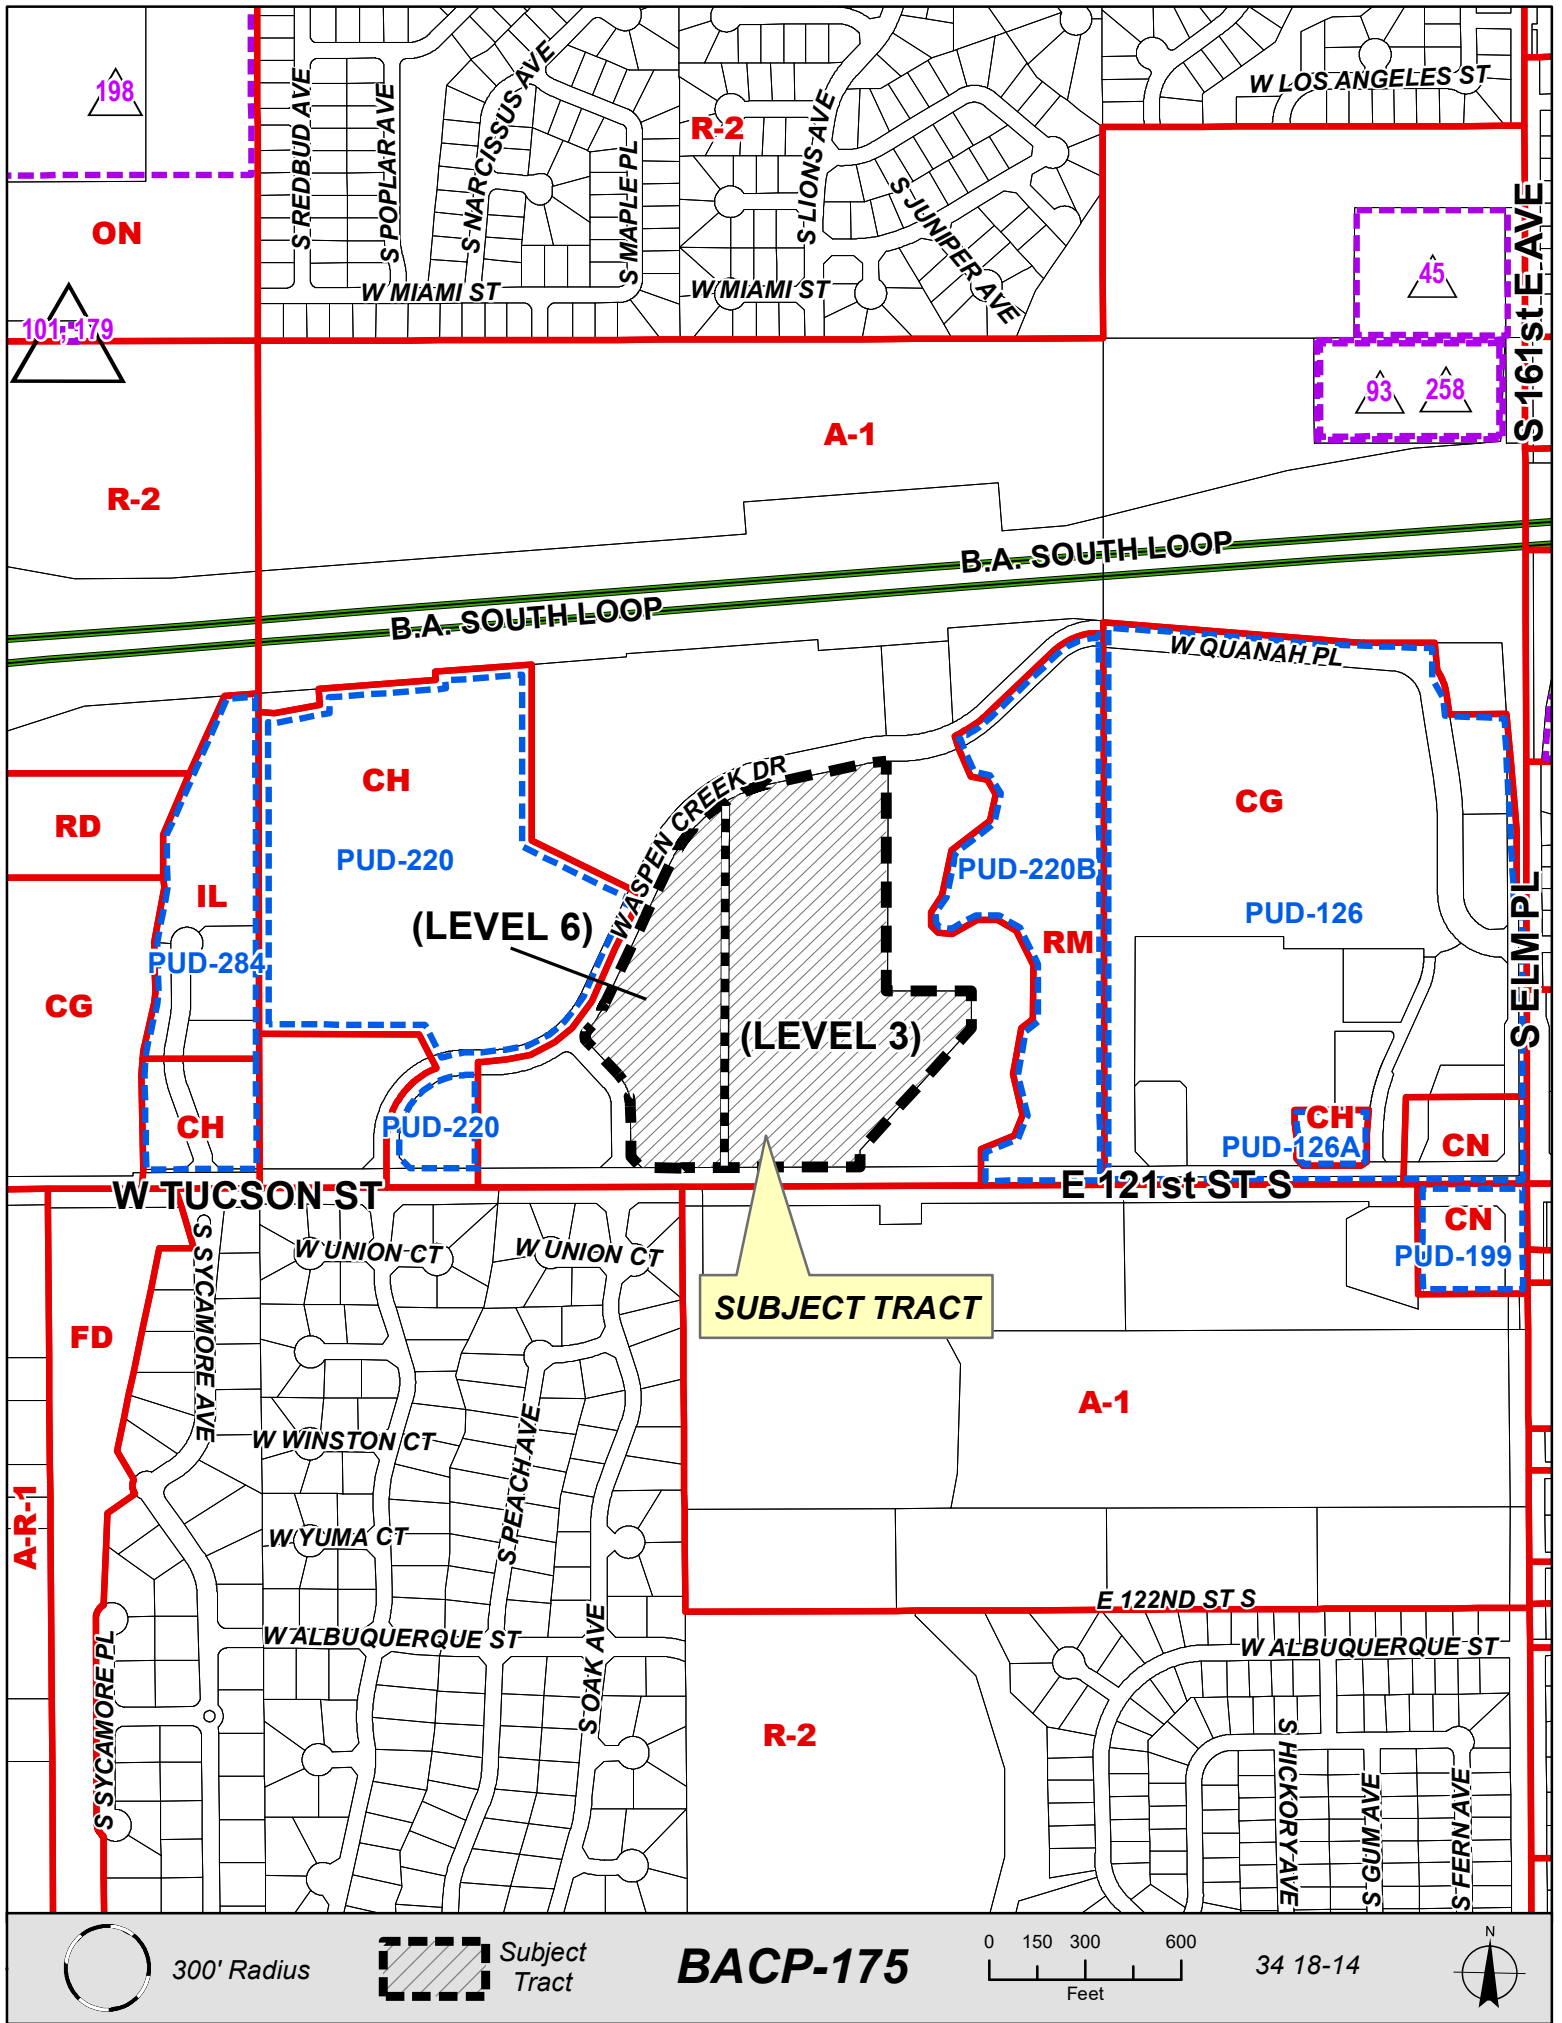 198
S REDBUD AVE
S POPLAR AVE
S NARCISSUS AVE
S MAPLE PL
R-2
S LIONS AVE
S JUNIPER AVE
W LOS ANGELES ST
S 161st E AVE
ON
W MIAMI ST
W MIAMI ST
45
101, 179
93
258
A-1
R-2
B.A. SOUTH LOOP
B.A. SOUTH LOOP
W QUANAH PL
W ASPEN CREEK DR
CH
CG
RD
PUD-220
PUD-220B
IL
PUD-126
(LEVEL 6)
RM
PUD-284
S ELM PL
CG
(LEVEL 3)
CH
PUD-220
CH
PUD-126A
CN
W TUCSON ST
E 121st ST S
CN
PUD-199
S SYCAMORE AVE
W UNION CT
W UNION CT
SUBJECT TRACT
FD
A-1
W WINSTON CT
S PEACH AVE
A-R-1
W YUMA CT
E 122ND ST S
W ALBUQUERQUE ST
W ALBUQUERQUE ST
S SYCAMORE PL
S OAK AVE
R-2
S HICKORY AVE
S GUM AVE
S FERN AVE
300' Radius
Subject
Tract
BACP-175
0 150 300 600
Feet
34 18-14
N